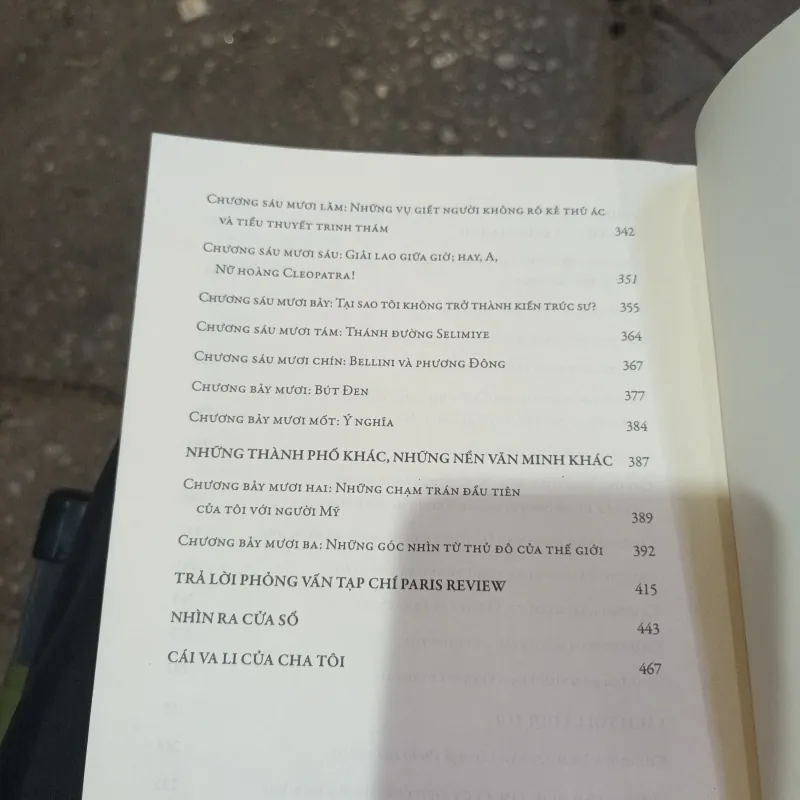 Chương sáu mươi lăm: Những vụ giết người không rõ kẻ thủ ác
và tiểu thuyết trinh thám 342
Chương sáu mươi sáu: Giải lao giữa giờ; hay, A,
Nữ hoàng Cleopatra! 351
Chương sáu mươi bảy: Tại sao tôi không trở thành kiến trúc sư? 355
Chương sáu mươi tám: Thánh đường Selimiye 364
Chương sáu mươi chín: Bellini và phương Đông 367
Chương bảy mươi: Bút Đen 377
Chương bảy mươi mốt: Ý nghĩa 384
NHỮNG THÀNH PHỐ KHÁC, NHỮNG NỀN VĂN MINH KHÁC 387
Chương bảy mươi hai: Những chạm trán đầu tiên
của tôi với người Mỹ 389
Chương bảy mươi ba: Những góc nhìn từ thủ đô của thế giới 392
TRẢ LỜI PHỎNG VẤN TẠP CHÍ PARIS REVIEW 415
NHÌN RA CỬA SỔ 443
CÁI VA LI CỦA CHA TÔI 467